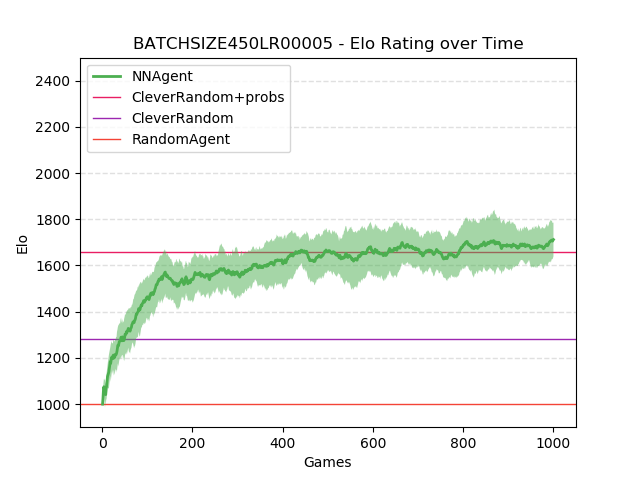 BATCHSIZE450LR00005 - Elo Rating over Time
NNAgent
CleverRandom+probs
CleverRandom
RandomAgent
Elo
2400
2200
2000
1800
1600
1400
1200
1000
0 200 400 600 800 1000
Games